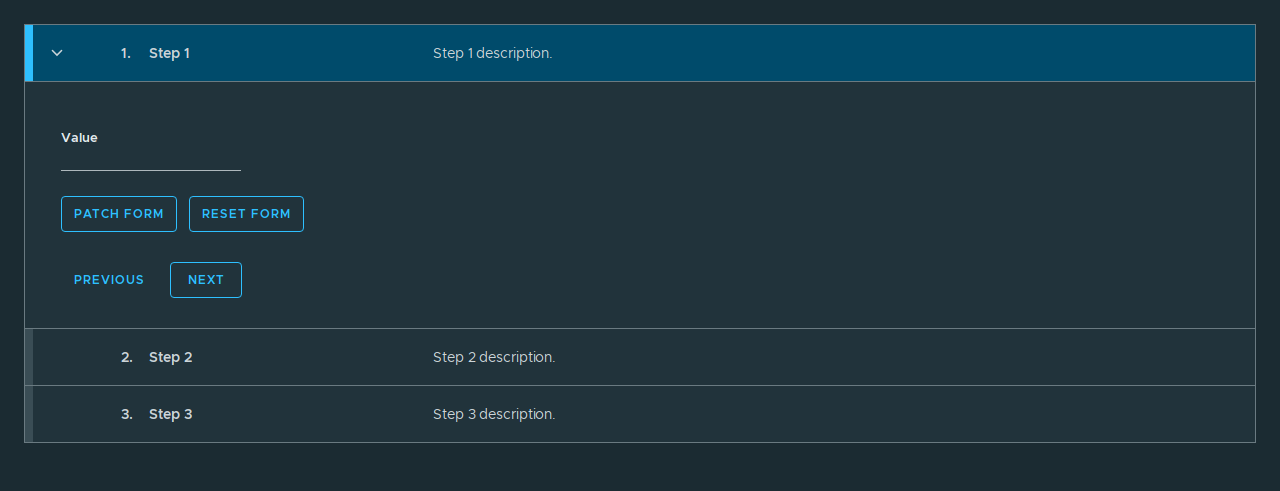 1. Step 1 Step 1 description.
Value
PATCH FORM RESET FORM
PREVIOUS NEXT
2. Step 2 Step 2 description.
3. Step 3 Step 3 description.